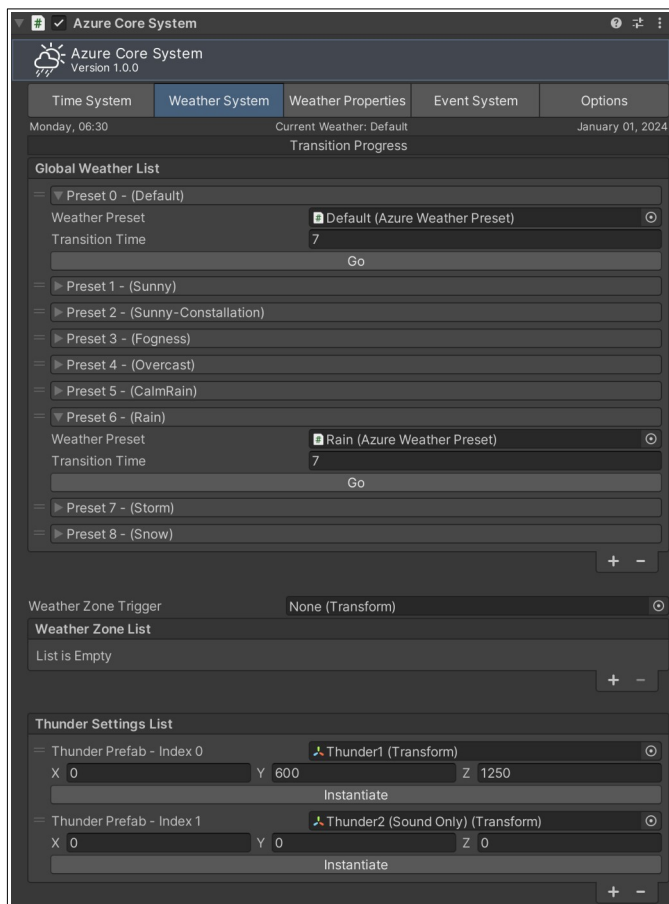 Azure Core System
Azure Core System
Version 1.0.0
Time System Weather System Weather Properties Event System Options
Monday, 06:30 Current Weather: Default January 01, 2024
Transition Progress
Global Weather List
Preset 0 - (Default)
Weather Preset Default (Azure Weather Preset)
Transition Time 7
Go
Preset 1 - (Sunny)
Preset 2 - (Sunny-Constallation)
Preset 3 - (Fogness)
Preset 4 - (Overcast)
Preset 5 - (CalmRain)
Preset 6 - (Rain)
Weather Preset Rain (Azure Weather Preset)
Transition Time 7
Go
Preset 7 - (Storm)
Preset 8 - (Snow)
+ −
Weather Zone Trigger None (Transform)
Weather Zone List
List is Empty
+ −
Thunder Settings List
Thunder Prefab - Index 0 Thunder1 (Transform)
X 0 Y 600 Z 1250
Instantiate
Thunder Prefab - Index 1 Thunder2 (Sound Only) (Transform)
X 0 Y 0 Z 0
Instantiate
+ −